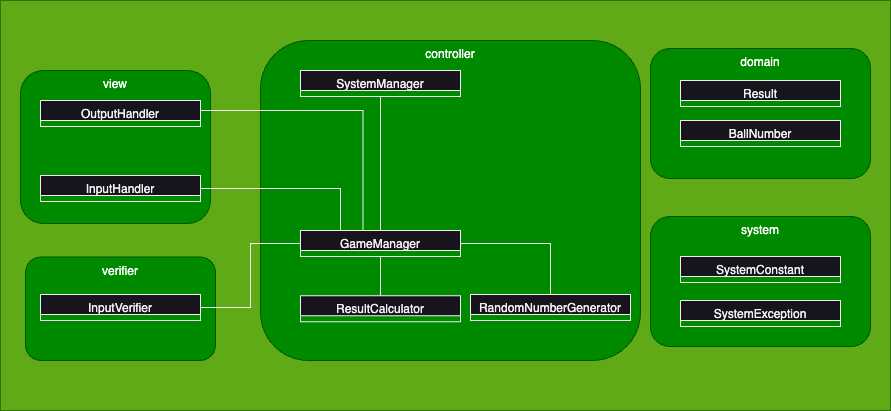 view
OutputHandler
InputHandler
verifier
InputVerifier
controller
SystemManager
GameManager
ResultCalculator
RandomNumberGenerator
domain
Result
BallNumber
system
SystemConstant
SystemException